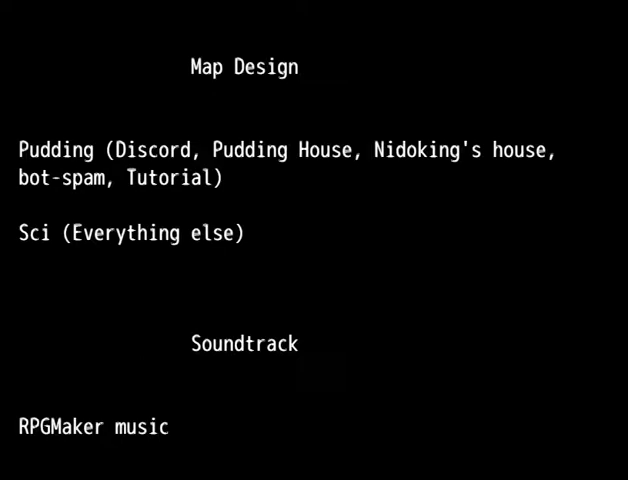 Map Design
Pudding (Discord, Pudding House, Nidoking's house,
bot-spam, Tutorial)
Sci (Everything else)
Soundtrack
RPGMaker music